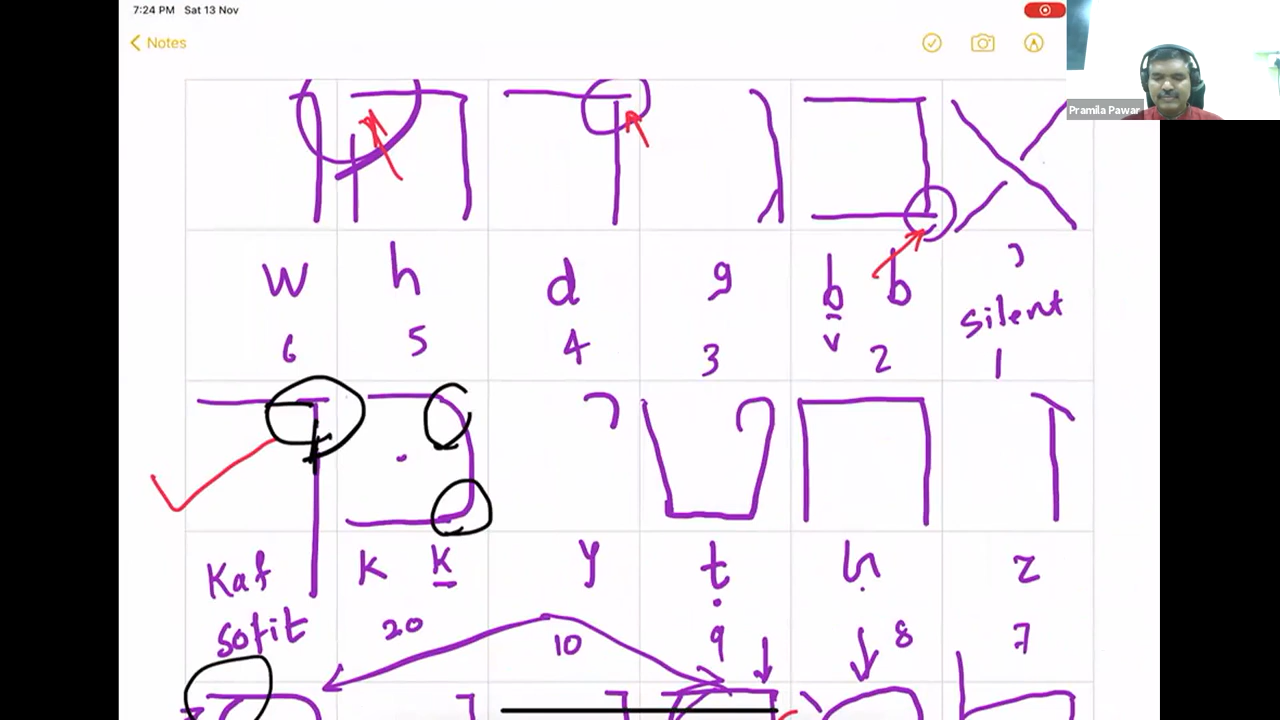 7:24 PM Sat 13 Nov
Notes
Pramila Pawar
w h d g b b
silent
6 5 4 3 v 2 1
Kaf k k y ṭ ḥ z
Sofit 20 10 9 8 7